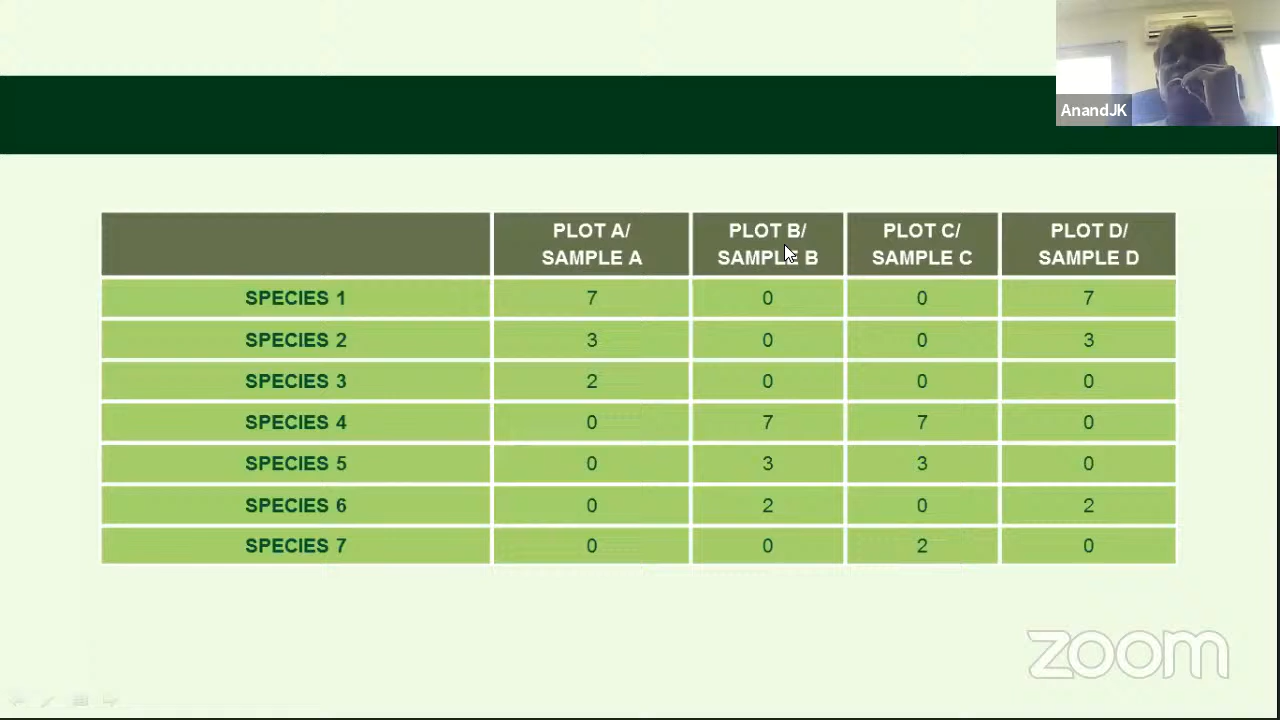 AnandJK
PLOT A/ PLOT B/ PLOT C/ PLOT D/
SAMPLE A SAMPLE B SAMPLE C SAMPLE D
SPECIES 1 7 0 0 7
SPECIES 2 3 0 0 3
SPECIES 3 2 0 0 0
SPECIES 4 0 7 7 0
SPECIES 5 0 3 3 0
SPECIES 6 0 2 0 2
SPECIES 7 0 0 2 0
zoom